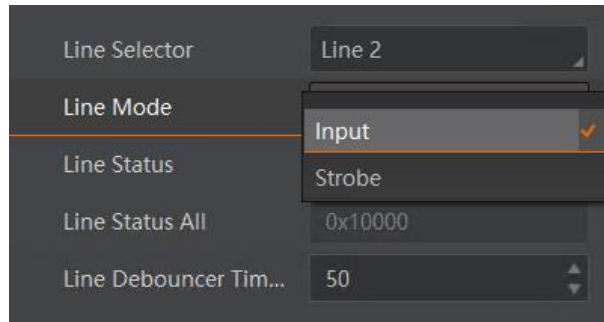 Line Selector Line 2
Line Mode
Input
Line Status
Strobe
Line Status All 0x10000
Line Debouncer Tim... 50